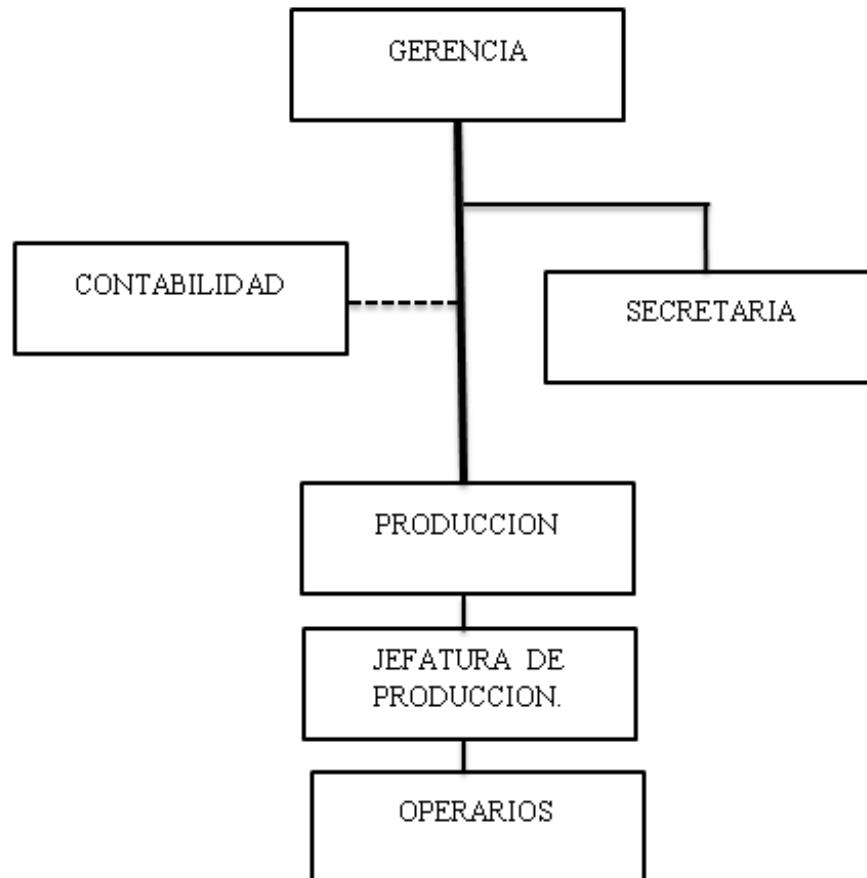 GERENCIA
CONTABILIDAD
SECRETARIA
PRODUCCION
JEFATURA DE
PRODUCCION.
OPERARIOS